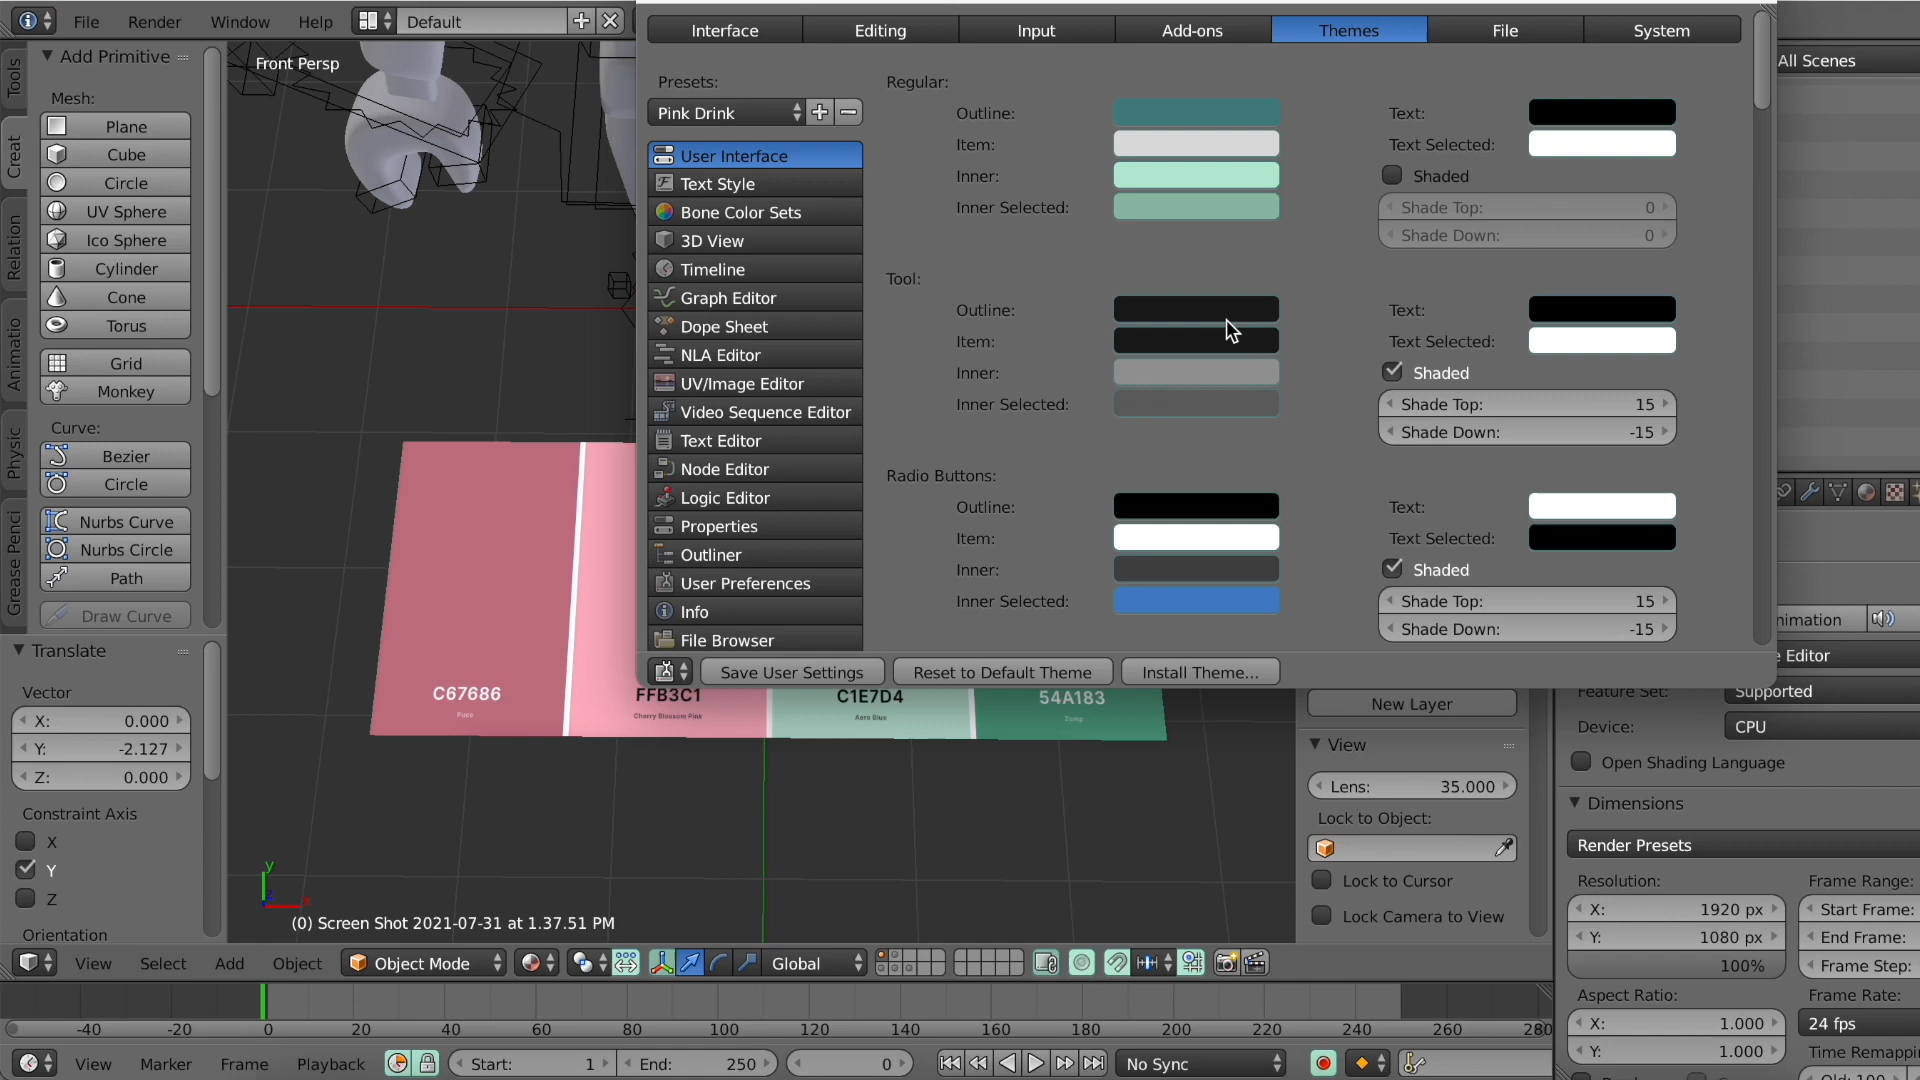 File Render Window Help Default
Interface Editing Input Add-ons Themes File System
All Scenes
Tools
Creat
Relation
Animatio
Physic
Grease Penci
Add Primitive
Mesh:
Plane
Cube
Circle
UV Sphere
Ico Sphere
Cylinder
Cone
Torus
Grid
Monkey
Curve:
Bezier
Circle
Nurbs Curve
Nurbs Circle
Path
Draw Curve
Translate
Vector
X: 0.000
Y: -2.127
Z: 0.000
Constraint Axis
X
Y
Z
Orientation
Front Persp
Presets:
Pink Drink
User Interface
Text Style
Bone Color Sets
3D View
Timeline
Graph Editor
Dope Sheet
NLA Editor
UV/Image Editor
Video Sequence Editor
Text Editor
Node Editor
Logic Editor
Properties
Outliner
User Preferences
Info
File Browser
Regular:
Outline: Text:
Item: Text Selected:
Inner: Shaded
Inner Selected: Shade Top: 0
Shade Down: 0
Tool:
Outline: Text:
Item: Text Selected:
Inner: Shaded
Inner Selected: Shade Top: 15
Shade Down: -15
Radio Buttons:
Outline: Text:
Item: Text Selected:
Inner: Shaded
Inner Selected: Shade Top: 15
Shade Down: -15
Save User Settings Reset to Default Theme Install Theme...
C67686
Puce
FFB3C1
Cherry Blossom Pink
C1E7D4
Aero Blue
54A183
Zomp
y
z
x
(0) Screen Shot 2021-07-31 at 1.37.51 PM
New Layer
View
Lens: 35.000
Lock to Object:
Lock to Cursor
Lock Camera to View
nimation
e Editor
Feature Set: Supported
Device: CPU
Open Shading Language
Dimensions
Render Presets
Resolution: Frame Range:
X: 1920 px Start Frame:
Y: 1080 px End Frame:
100% Frame Step:
Aspect Ratio: Frame Rate:
X: 1.000 24 fps
Y: 1.000 Time Remappin
Old: 100
View Select Add Object Object Mode Global
-40 -20 0 20 40 60 80 100 120 140 160 180 200 220 240 260 280
View Marker Frame Playback Start: 1 End: 250 0 No Sync